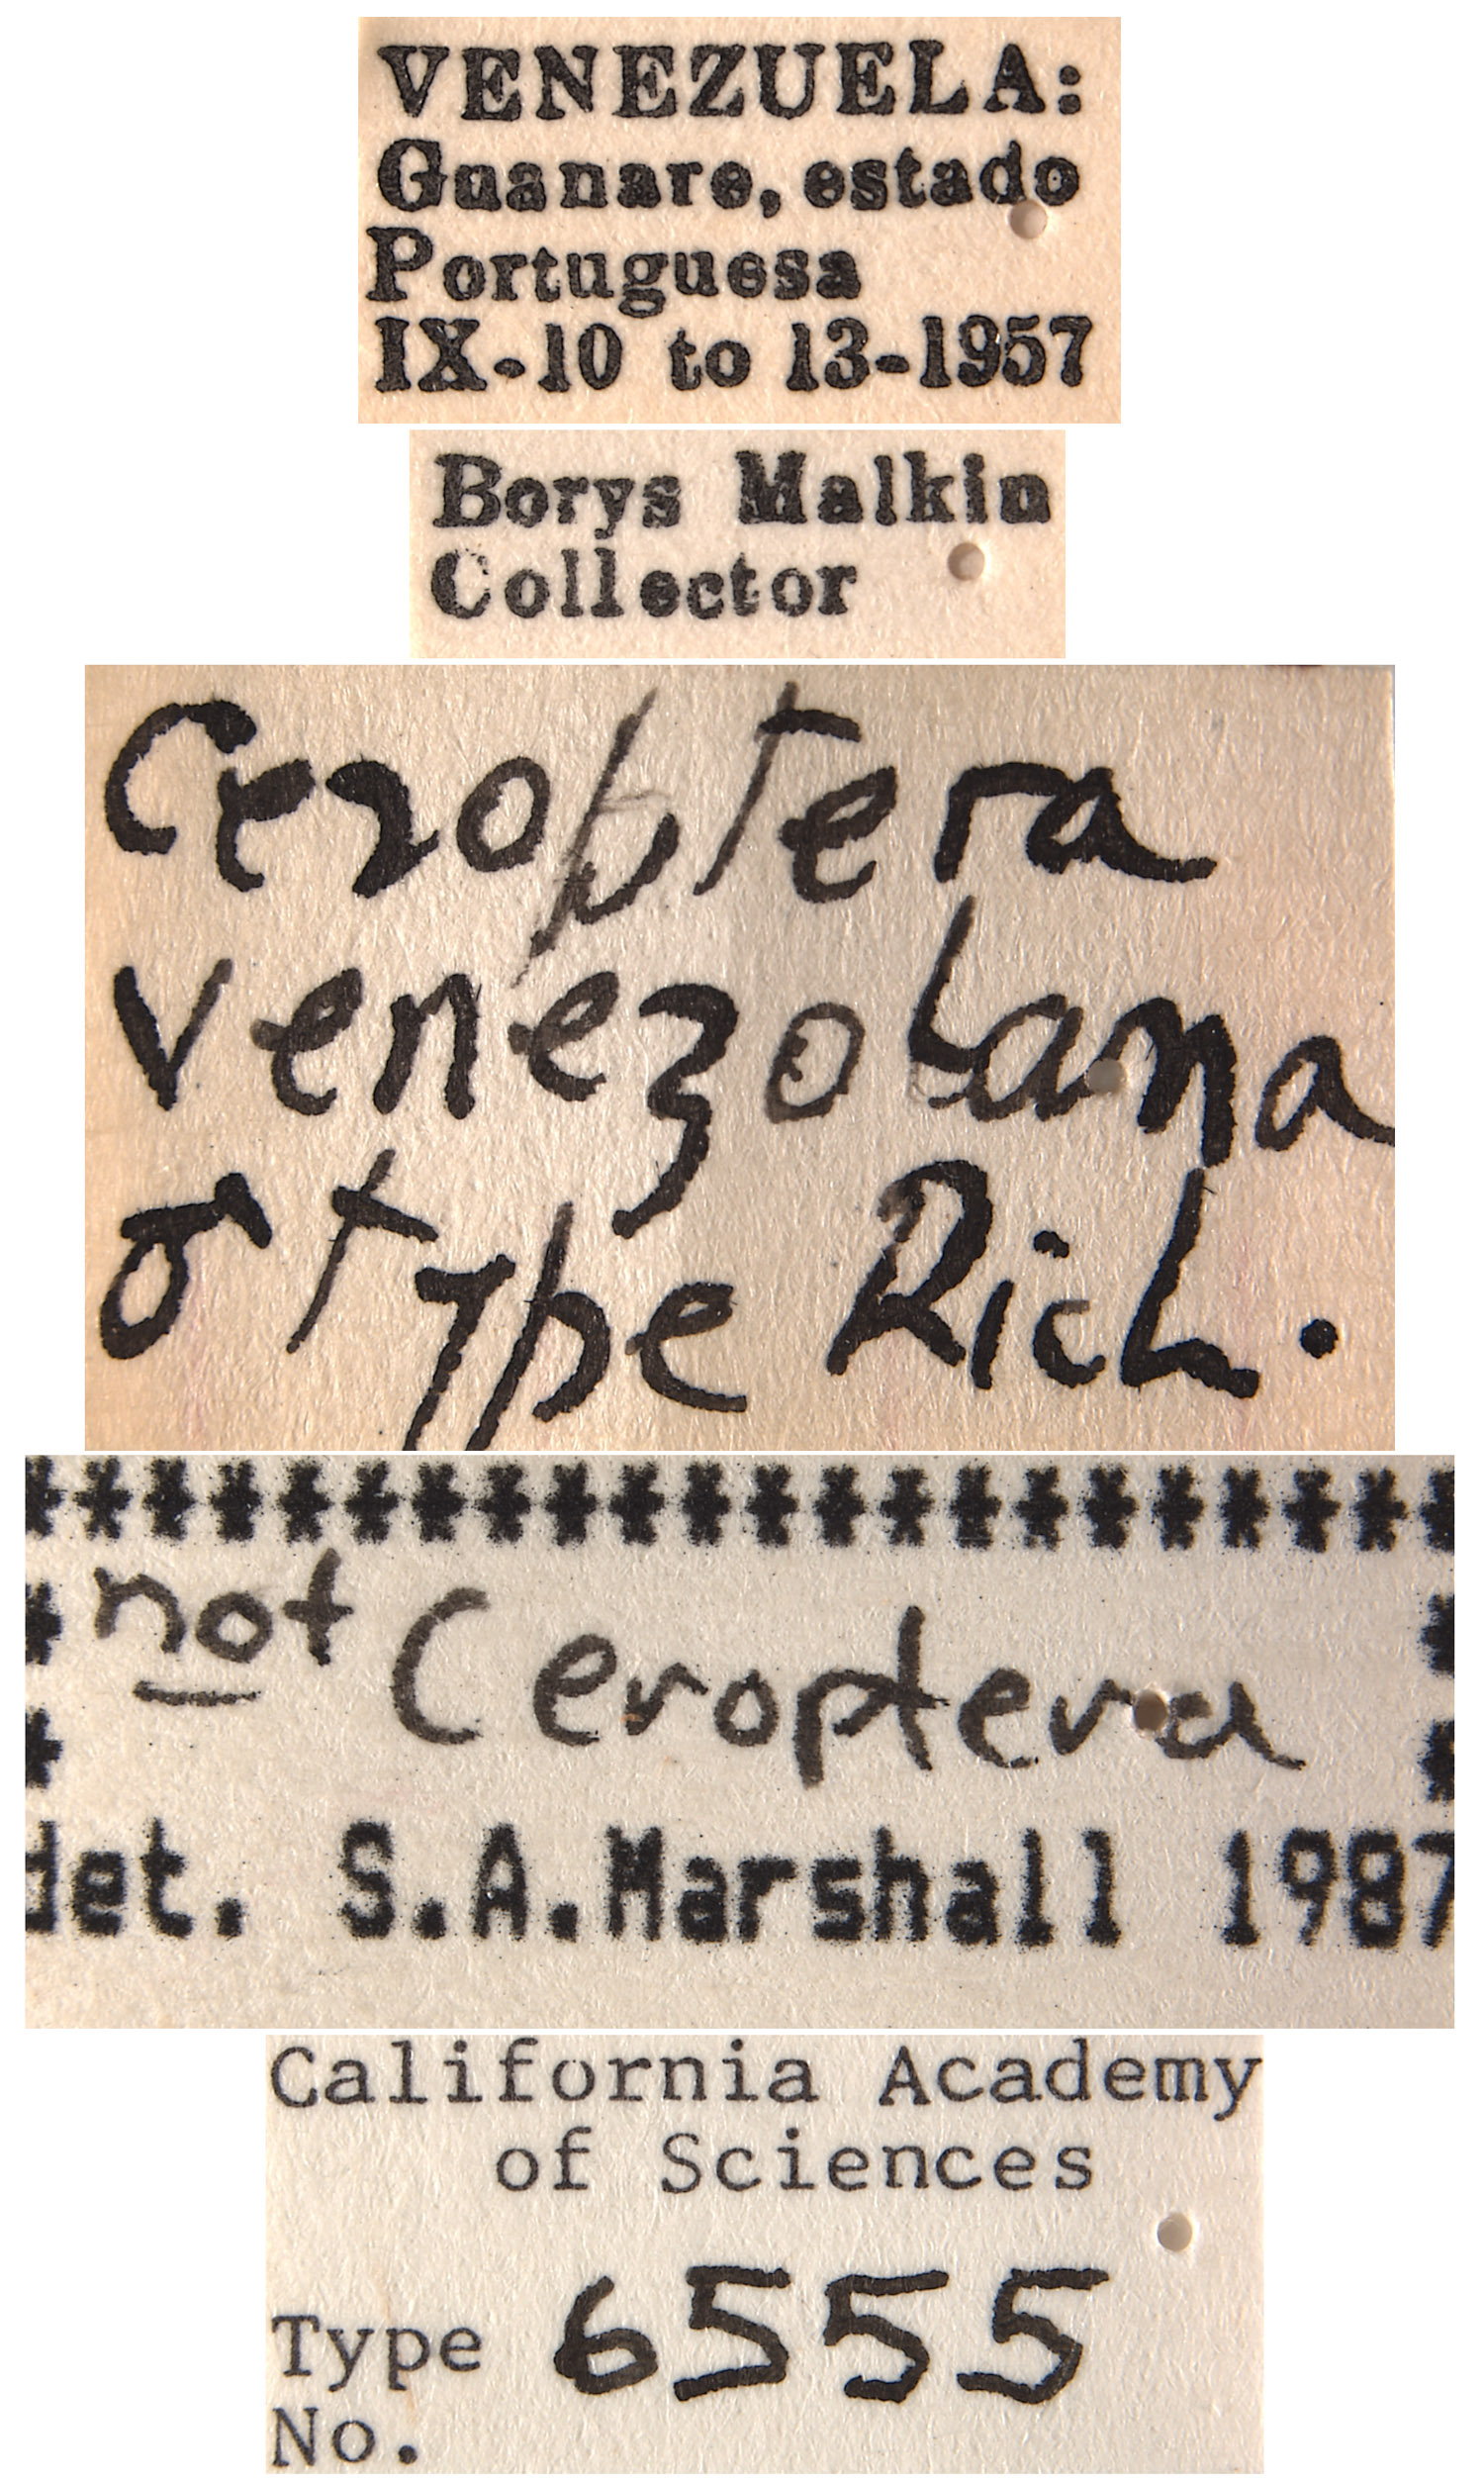 VENEZUELA:
Guanare, estado
Portuguesa
IX-10 to 13-1957
Borys Malkin
Collector
Ceroptera
venezolana
♂ type Rich.
********************
not Ceroptera
det. S.A.Marshall 1987
California Academy
of Sciences
Type 6555
No.